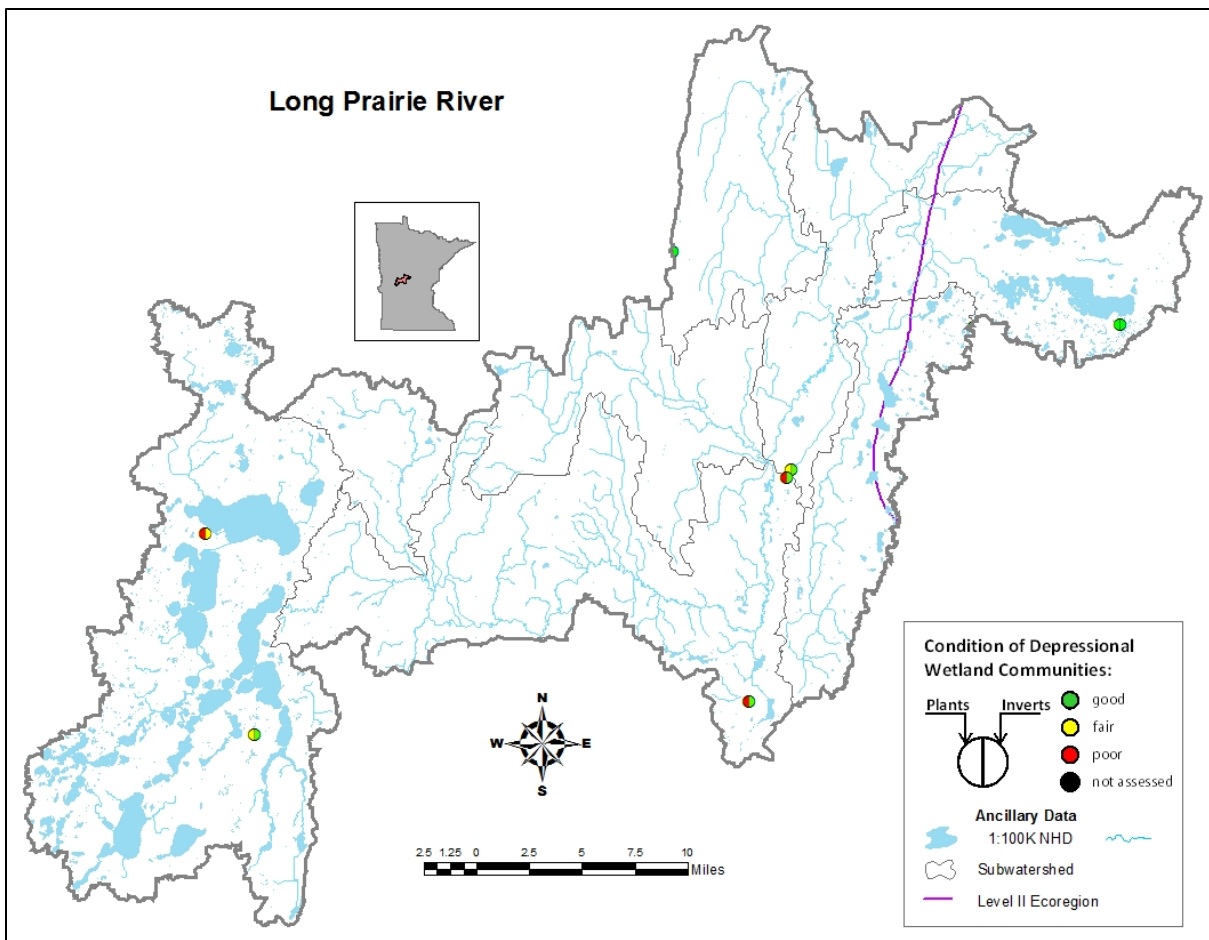 Long Prairie River
N
W E
S
2.5 1.25 0 2.5 5 7.5 10
Miles
Condition of Depressional
Wetland Communities:
Plants Inverts
good
fair
poor
not assessed
Ancillary Data
1:100K NHD
Subwatershed
Level II Ecoregion